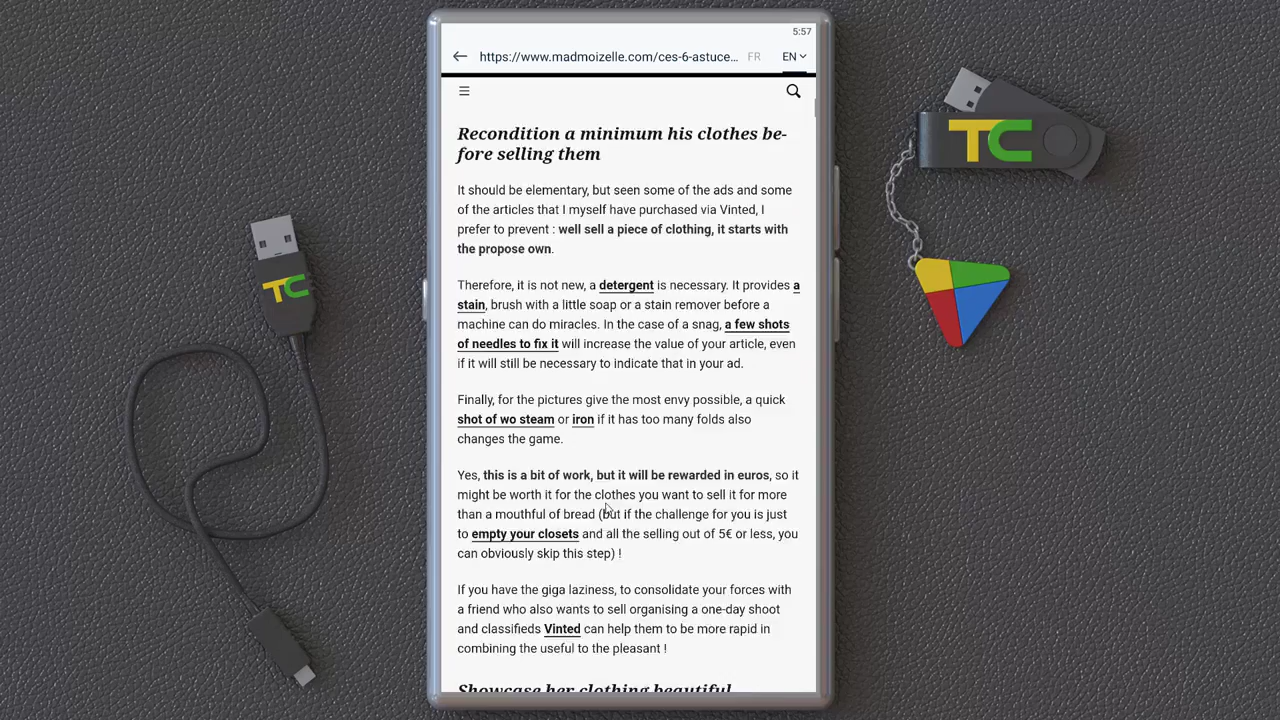 5:57
https://www.madmoizelle.com/ces-6-astuce... FR EN
Recondition a minimum his clothes be-
fore selling them
It should be elementary, but seen some of the ads and some
of the articles that I myself have purchased via Vinted, I
prefer to prevent : well sell a piece of clothing, it starts with
the propose own.
Therefore, it is not new, a detergent is necessary. It provides a
stain, brush with a little soap or a stain remover before a
machine can do miracles. In the case of a snag, a few shots
of needles to fix it will increase the value of your article, even
if it will still be necessary to indicate that in your ad.
Finally, for the pictures give the most envy possible, a quick
shot of wo steam or iron if it has too many folds also
changes the game.
Yes, this is a bit of work, but it will be rewarded in euros, so it
might be worth it for the clothes you want to sell it for more
than a mouthful of bread (but if the challenge for you is just
to empty your closets and all the selling out of 5€ or less, you
can obviously skip this step) !
If you have the giga laziness, to consolidate your forces with
a friend who also wants to sell organising a one-day shoot
and classifieds Vinted can help them to be more rapid in
combining the useful to the pleasant !
Showcase her clothing beautiful
TC
TC